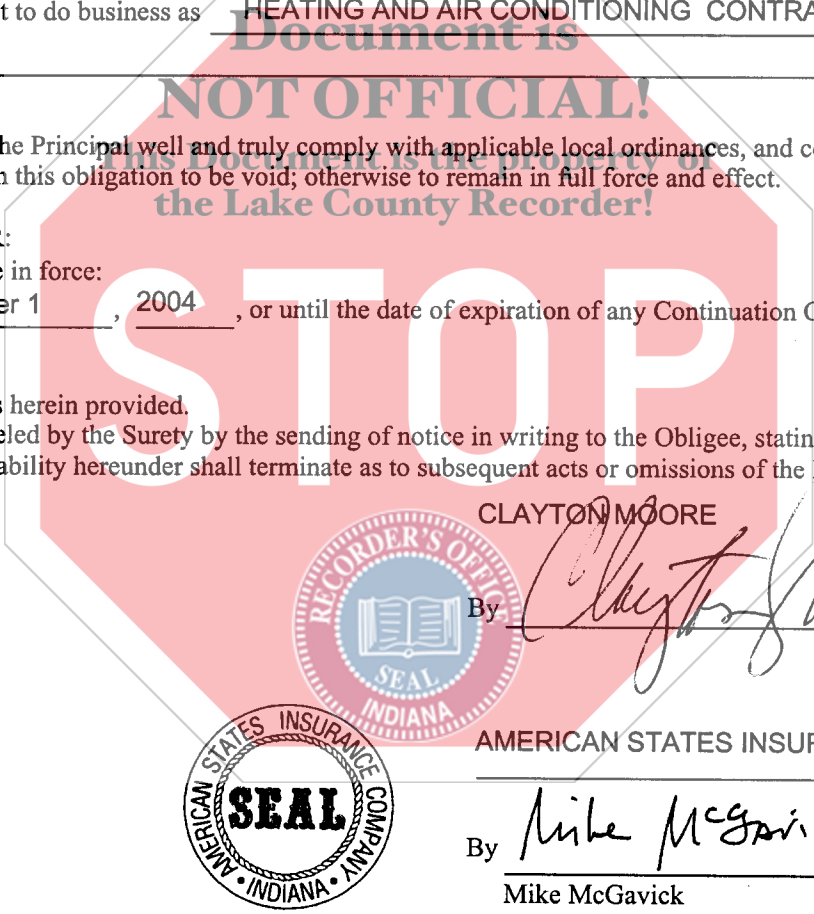 t to do business as HEATING AND AIR CONDITIONING CONTRA
Document is
NOT OFFICIAL!
he Principal well and truly comply with applicable local ordinances, and c
This Document is the property of
n this obligation to be void; otherwise to remain in full force and effect.
the Lake County Recorder!
:
e in force:
er 1, 2004, or until the date of expiration of any Continuation C
STOP
s herein provided.
eled by the Surety by the sending of notice in writing to the Obligee, statin
ability hereunder shall terminate as to subsequent acts or omissions of the
CLAYTON MOORE
RECORDER'S OFFICE
SEAL
INDIANA
By Clayton
AMERICAN STATES INSUR
AMERICAN STATES INSURANCE COMPANY
SEAL
• INDIANA •
By Mike McGavi
Mike McGavick